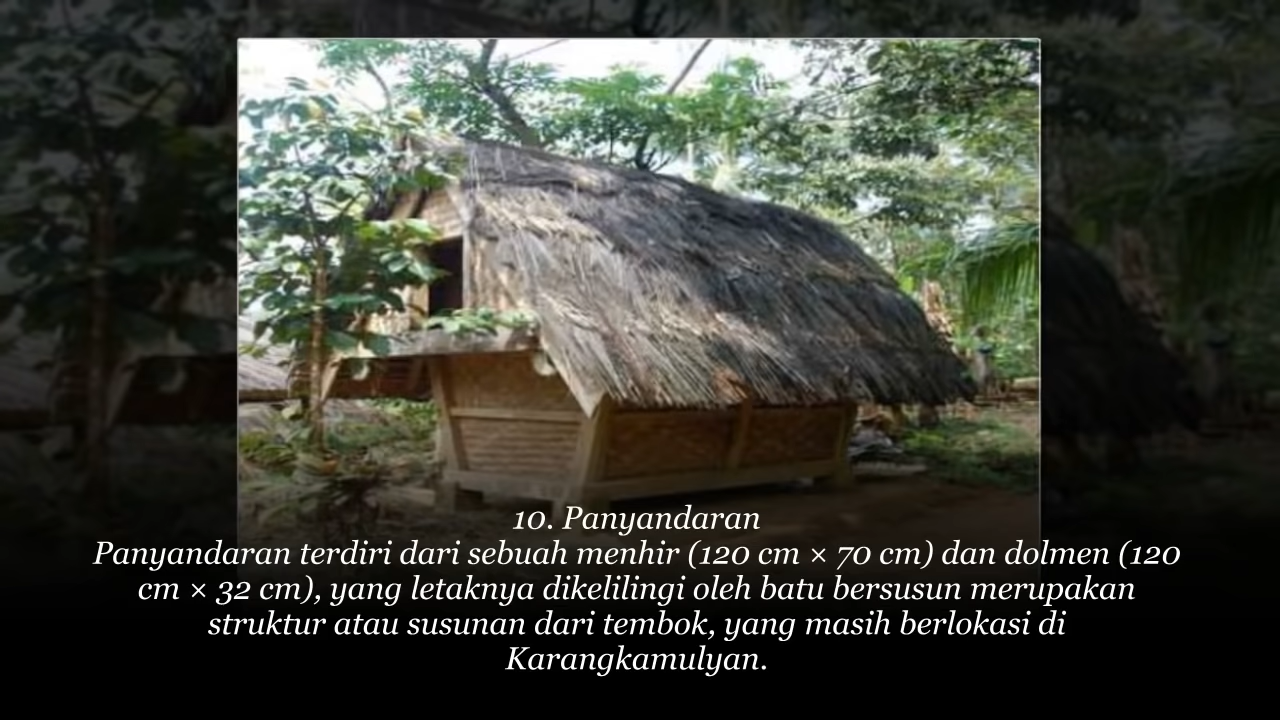 10. Panyandaran
Panyandaran terdiri dari sebuah menhir (120 cm × 70 cm) dan dolmen (120
cm × 32 cm), yang letaknya dikelilingi oleh batu bersusun merupakan
struktur atau susunan dari tembok, yang masih berlokasi di
Karangkamulyan.